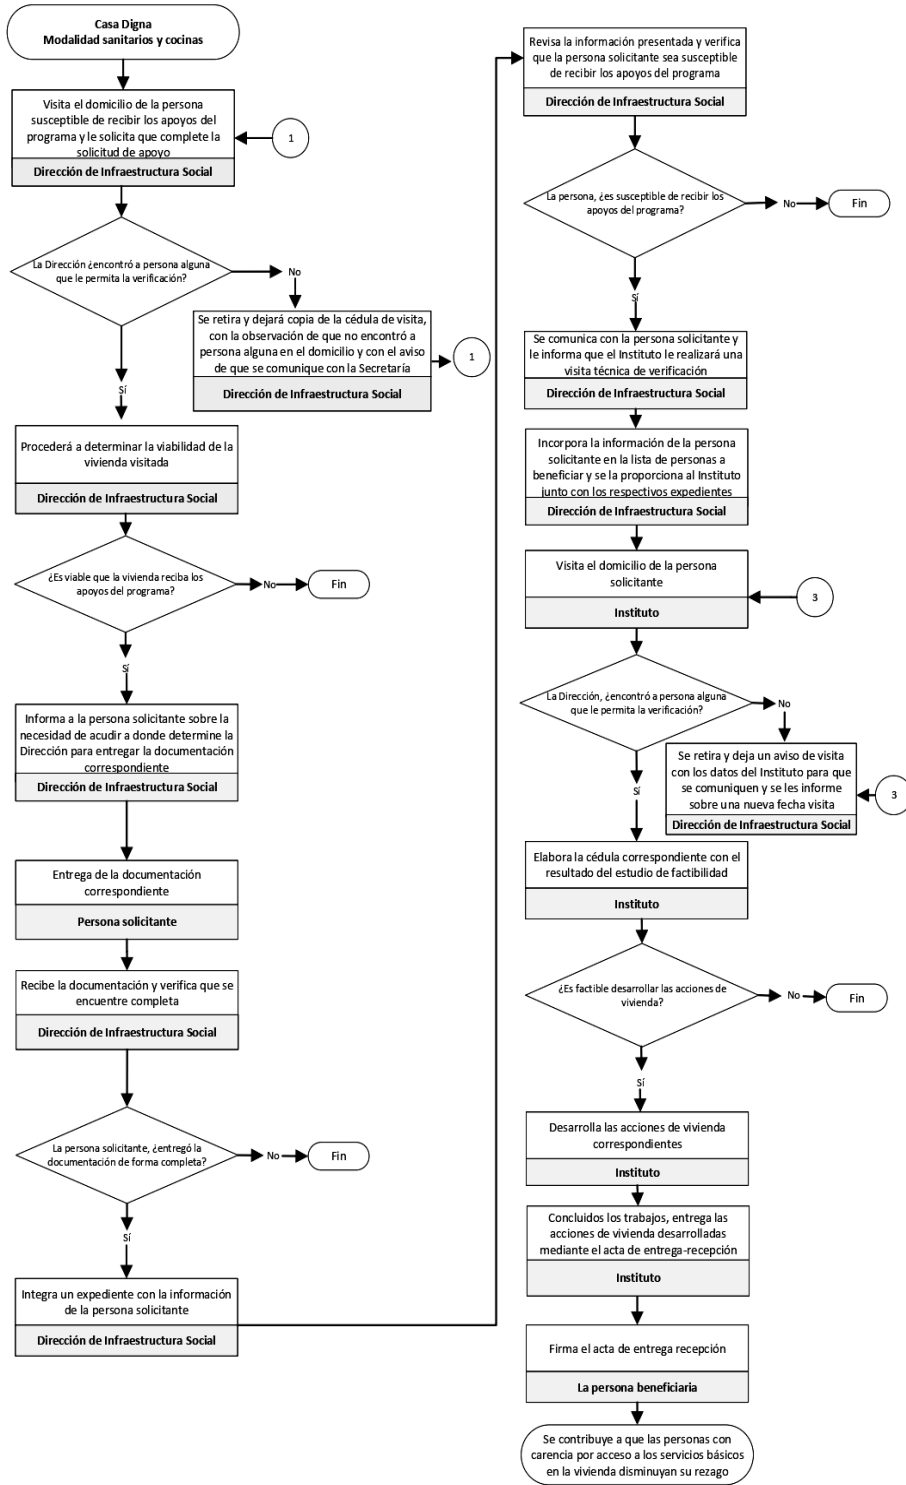 Casa Digna
Modalidad sanitarios y cocinas
Visita el domicilio de la persona
susceptible de recibir los apoyos del
programa y le solicita que complete la
solicitud de apoyo
Dirección de Infraestructura Social
1
La Dirección ¿encontró a persona alguna
que le permita la verificación?
No
Se retira y dejará copia de la cédula de visita,
con la observación de que no encontró a
persona alguna en el domicilio y con el aviso
de que se comunique con la Secretaría
Dirección de Infraestructura Social
1
Sí
Procederá a determinar la viabilidad de la
vivienda visitada
Dirección de Infraestructura Social
¿Es viable que la vivienda reciba los
apoyos del programa?
No
Fin
Sí
Informa a la persona solicitante sobre la
necesidad de acudir a donde determine la
Dirección para entregar la documentación
correspondiente
Dirección de Infraestructura Social
Entrega de la documentación
correspondiente
Persona solicitante
Recibe la documentación y verifica que se
encuentre completa
Dirección de Infraestructura Social
La persona solicitante, ¿entregó la
documentación de forma completa?
No
Fin
Sí
Integra un expediente con la información
de la persona solicitante
Dirección de Infraestructura Social
Revisa la información presentada y verifica
que la persona solicitante sea susceptible
de recibir los apoyos del programa
Dirección de Infraestructura Social
La persona, ¿es susceptible de recibir los
apoyos del programa?
No
Fin
Sí
Se comunica con la persona solicitante y
le informa que el Instituto le realizará una
visita técnica de verificación
Dirección de Infraestructura Social
Incorpora la información de la persona
solicitante en la lista de personas a
beneficiar y se la proporciona al Instituto
junto con los respectivos expedientes
Dirección de Infraestructura Social
Visita el domicilio de la persona
solicitante
Instituto
3
La Dirección, ¿encontró a persona alguna
que le permita la verificación?
No
Se retira y deja un aviso de visita
con los datos del Instituto para que
se comuniquen y se les informe
sobre una nueva fecha visita
Dirección de Infraestructura Social
3
Sí
Elabora la cédula correspondiente con el
resultado del estudio de factibilidad
Instituto
¿Es factible desarrollar las acciones de
vivienda?
No
Fin
Sí
Desarrolla las acciones de vivienda
correspondientes
Instituto
Concluidos los trabajos, entrega las
acciones de vivienda desarrolladas
mediante el acta de entrega-recepción
Instituto
Firma el acta de entrega recepción
La persona beneficiaria
Se contribuye a que las personas con
carencia por acceso a los servicios básicos
en la vivienda disminuyan su rezago